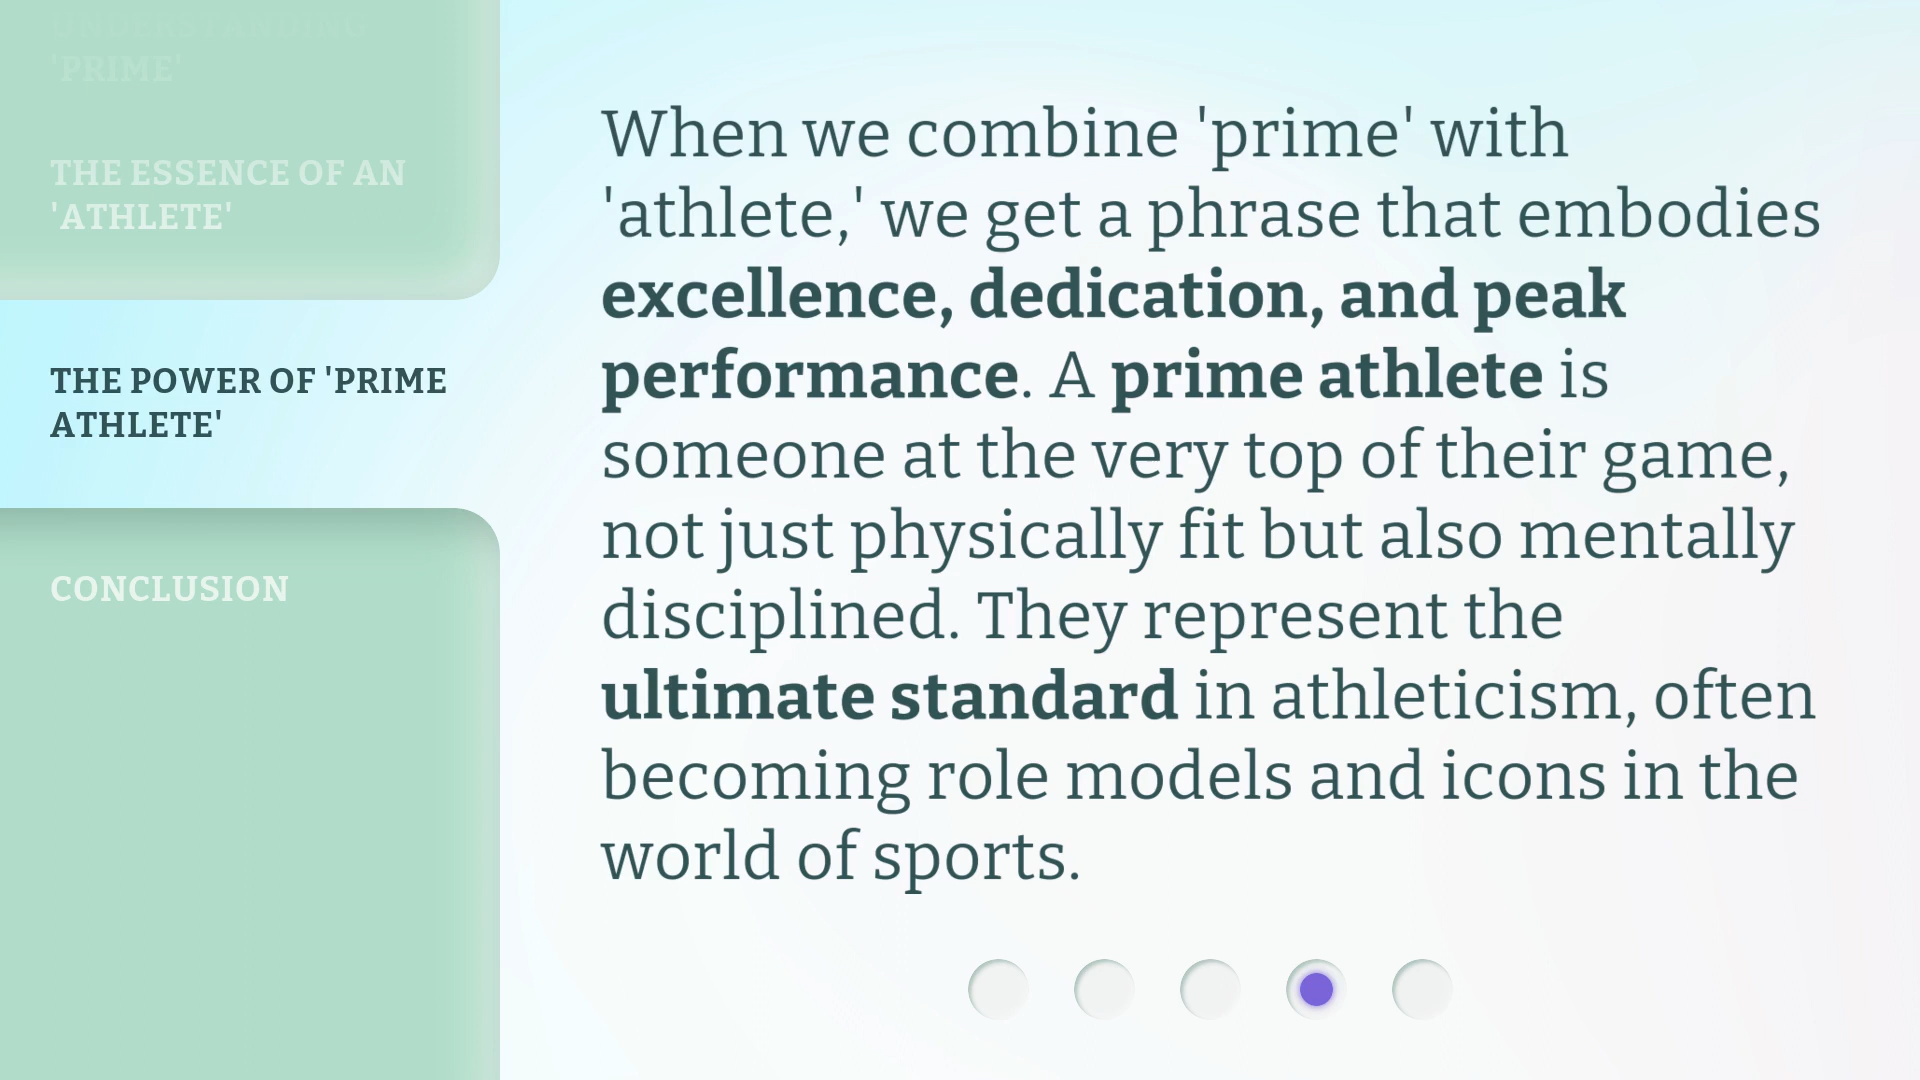 UNDERSTANDING
'PRIME'
THE ESSENCE OF AN
'ATHLETE'
THE POWER OF 'PRIME
ATHLETE'
CONCLUSION
When we combine 'prime' with
'athlete,' we get a phrase that embodies
excellence, dedication, and peak
performance. A prime athlete is
someone at the very top of their game,
not just physically fit but also mentally
disciplined. They represent the
ultimate standard in athleticism, often
becoming role models and icons in the
world of sports.